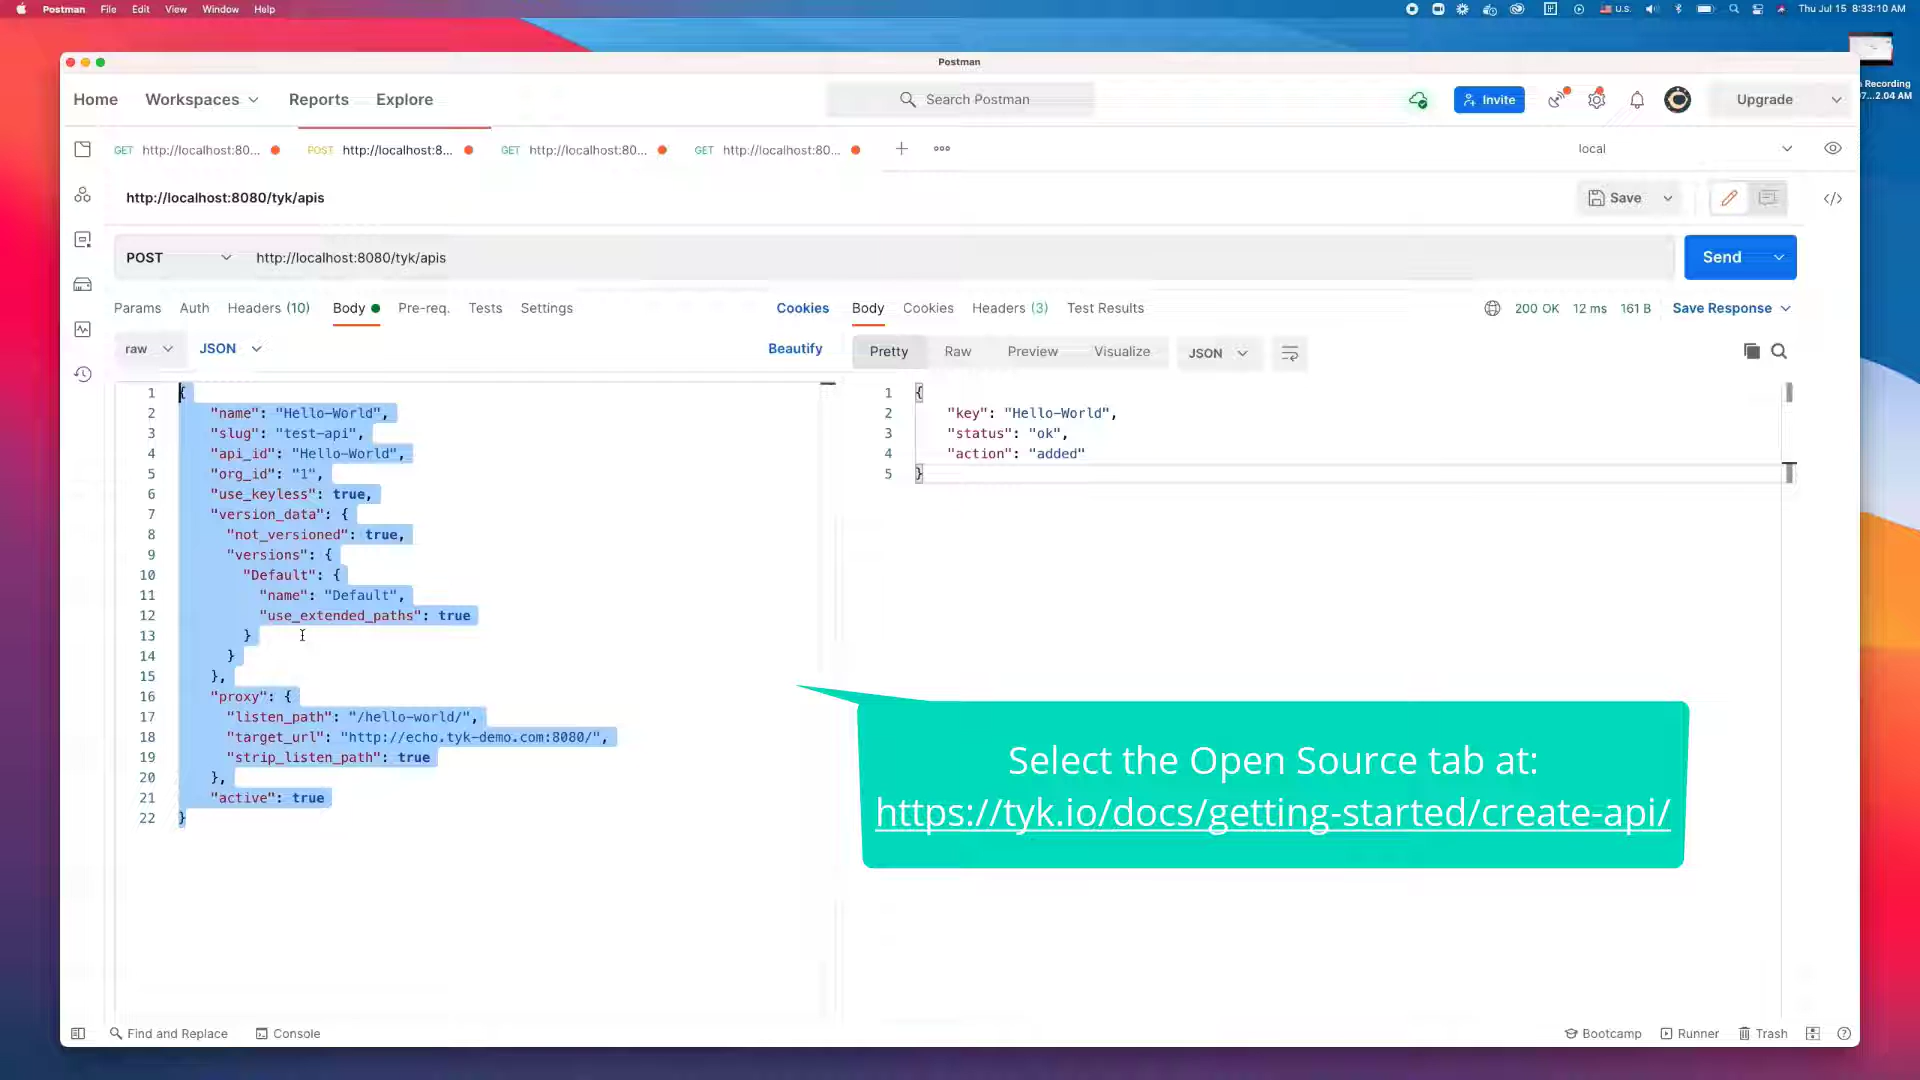 Postman File Edit View Window Help
U.S. Thu Jul 15 8:33:10 AM
Postman
Recording
2.04 AM
Home Workspaces Reports Explore
Search Postman
Invite
Upgrade
GET http://localhost:80...
POST http://localhost:8...
GET http://localhost:80...
GET http://localhost:80...
local
http://localhost:8080/tyk/apis
Save
POST http://localhost:8080/tyk/apis
Send
Params Auth Headers (10) Body Pre-req. Tests Settings Cookies
raw JSON Beautify
1 {
2 "name": "Hello-World",
3 "slug": "test-api",
4 "api_id": "Hello-World",
5 "org_id": "1",
6 "use_keyless": true,
7 "version_data": {
8 "not_versioned": true,
9 "versions": {
10 "Default": {
11 "name": "Default",
12 "use_extended_paths": true
13 }
14 }
15 },
16 "proxy": {
17 "listen_path": "/hello-world/",
18 "target_url": "http://echo.tyk-demo.com:8080/",
19 "strip_listen_path": true
20 },
21 "active": true
22 }
Body Cookies Headers (3) Test Results
200 OK 12 ms 161 B Save Response
Pretty Raw Preview Visualize JSON
1 {
2 "key": "Hello-World",
3 "status": "ok",
4 "action": "added"
5 }
Select the Open Source tab at:
https://tyk.io/docs/getting-started/create-api/
Find and Replace Console
Bootcamp Runner Trash